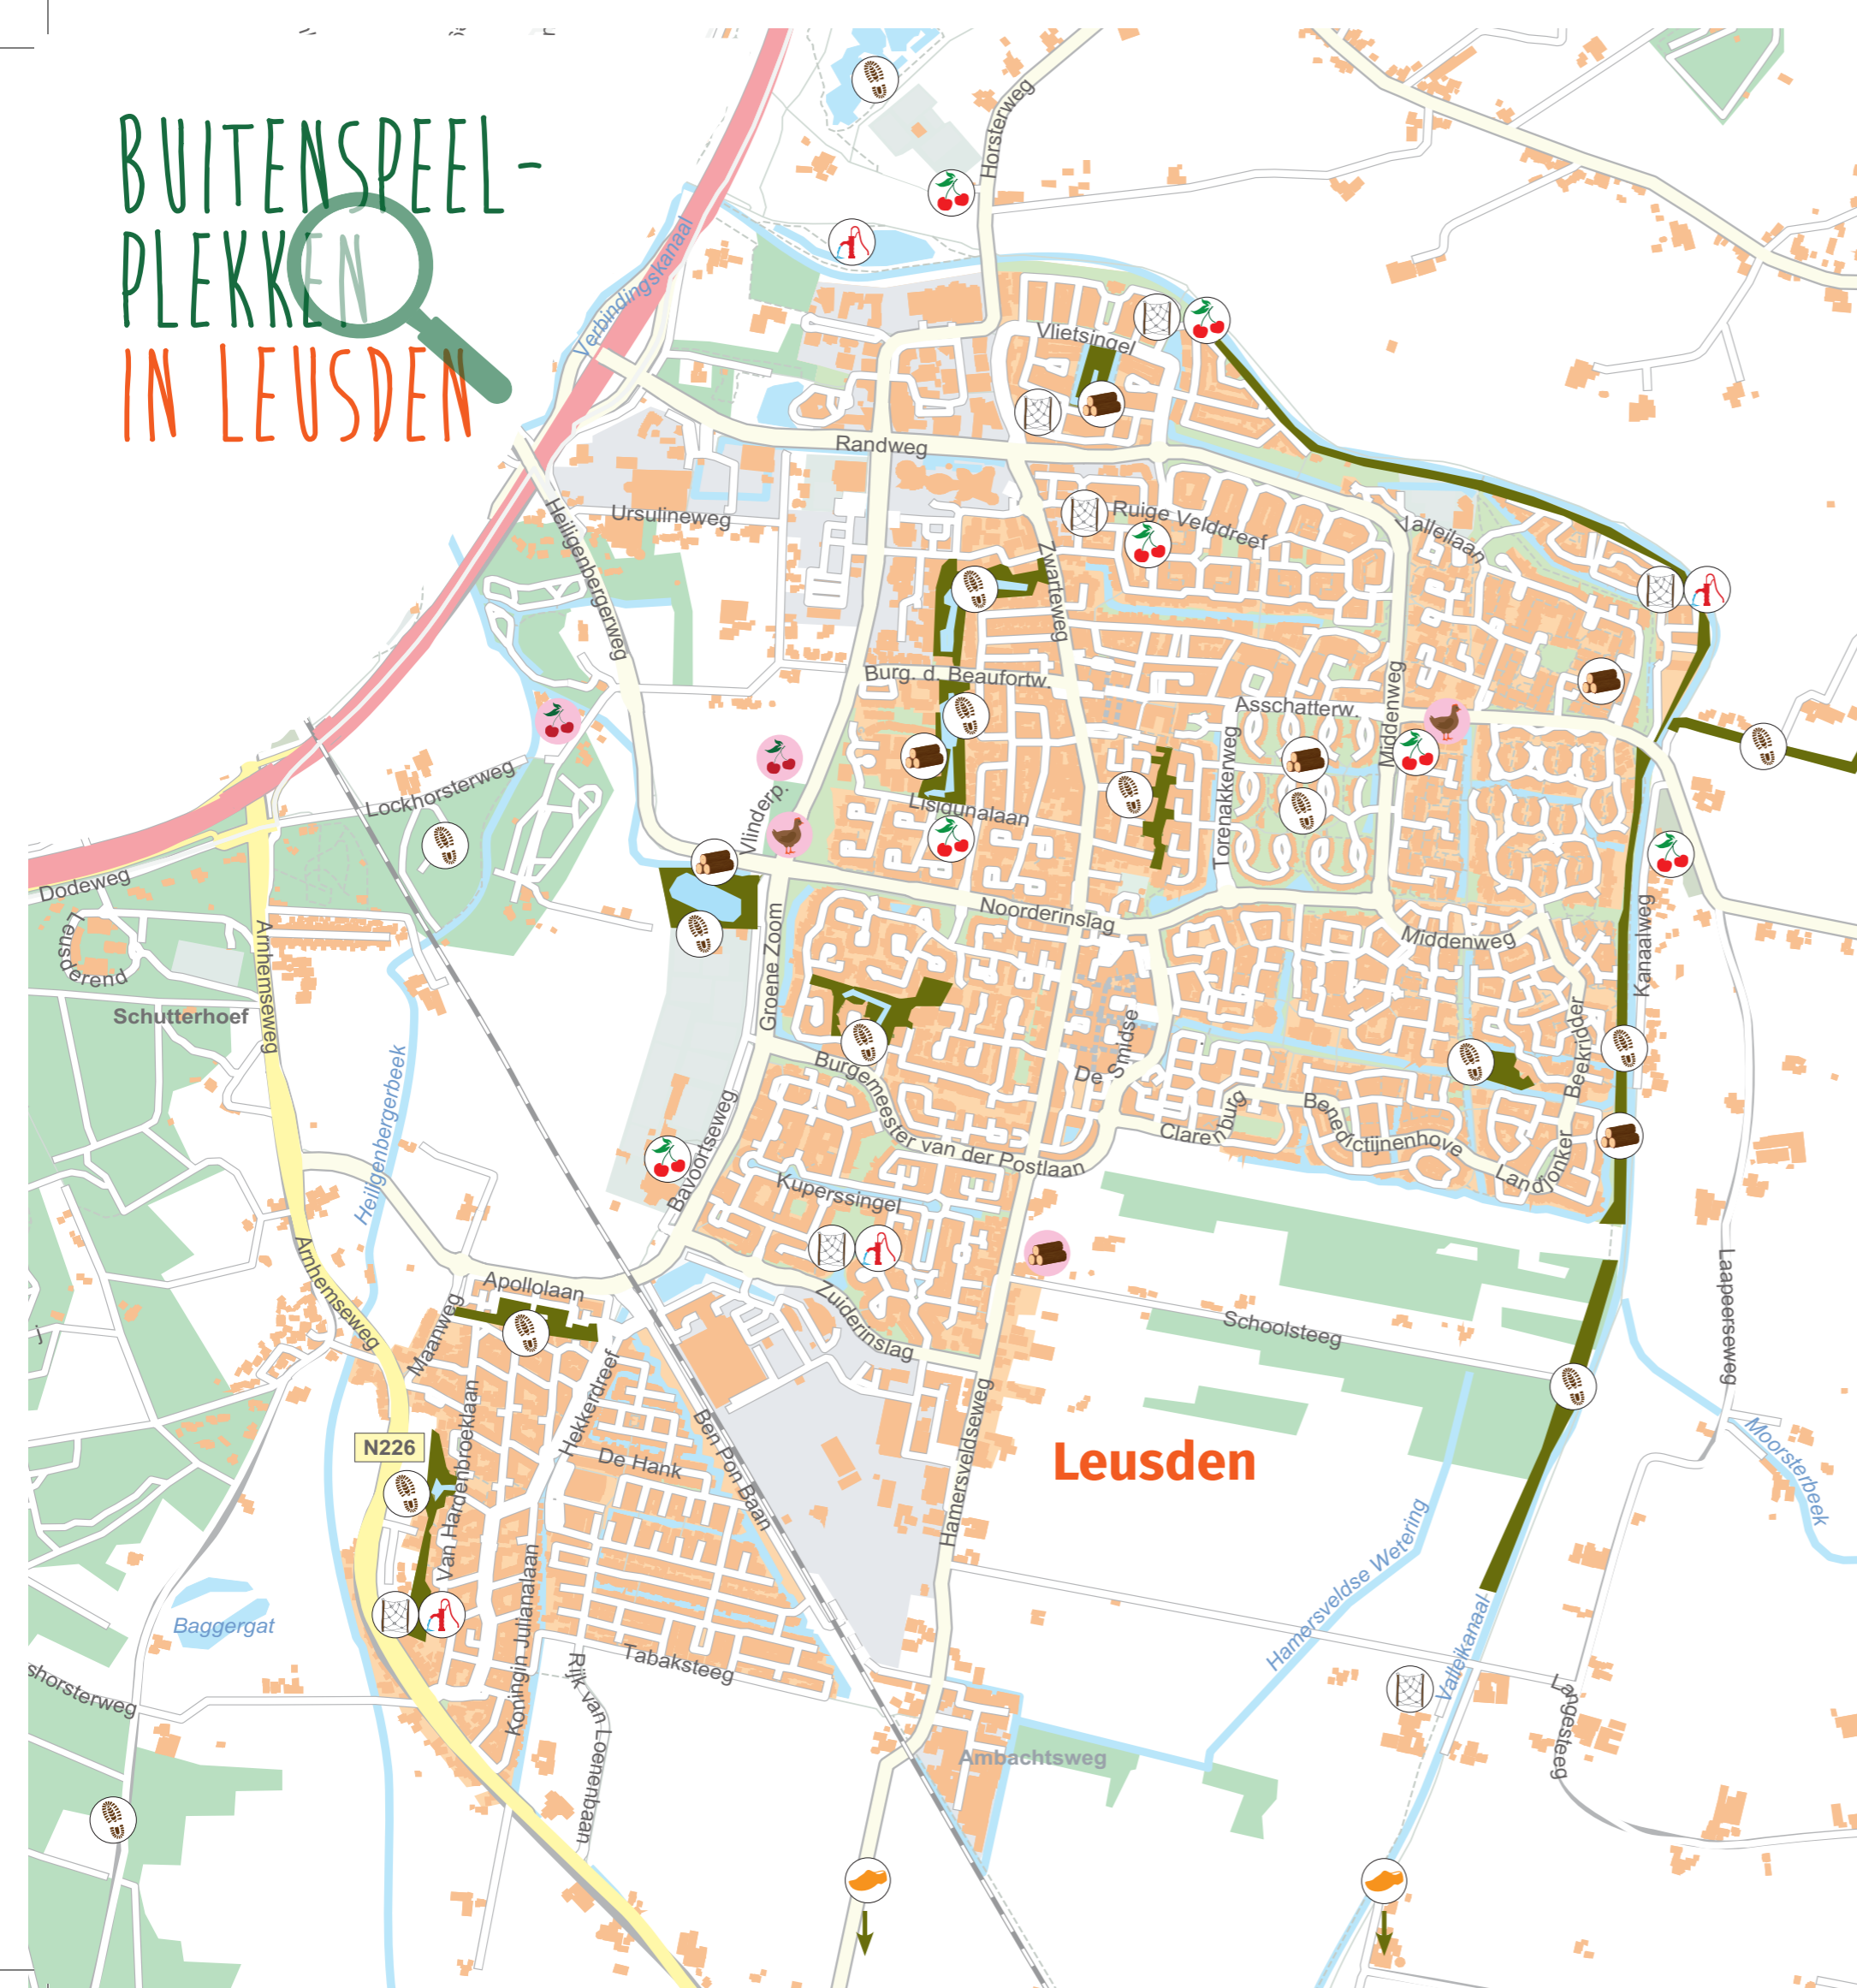 BUITENSPEEL-
PLEKKEN
IN LEUSDEN
Horsterweg
Verbindingskanaal
Vlietsingel
Randweg
Ursulineweg
Heiligenbergerweg
Ruige Velddreef
Valleilaan
Zwarteweg
Burg. d. Beaufortw.
Asschatterw.
Middenweg
Torenakkerweg
Lockhorsterweg
Vlinderp.
Lisidunalaan
Dodeweg
Leusderend
Arnhemseweg
Schutterhoef
Groene Zoom
Noorderinslag
Middenweg
Kanaalweg
De Smidse
Beekridder
Burgemeester van der Postlaan
Heiligenbergerbeek
Bavoortseweg
Clarenburg
Benedictijnenhove
Landjonker
Kuperssingel
Arnhemseweg
Apollolaan
Maanweg
Zuiderinslag
Schoolsteeg
Laapeerseweg
j
Hekkerdreef
Van Hardenbroeklaan
N226
De Hank
Ben Pon Baan
Hamersveldseweg
Leusden
Moorsterbeek
Hamersveldse Wetering
Baggergat
Koningin Julianalaan
Tabaksteeg
Rijk van Loenenbaan
Valleikanaal
Langesteeg
shorsterweg
Ambachtsweg